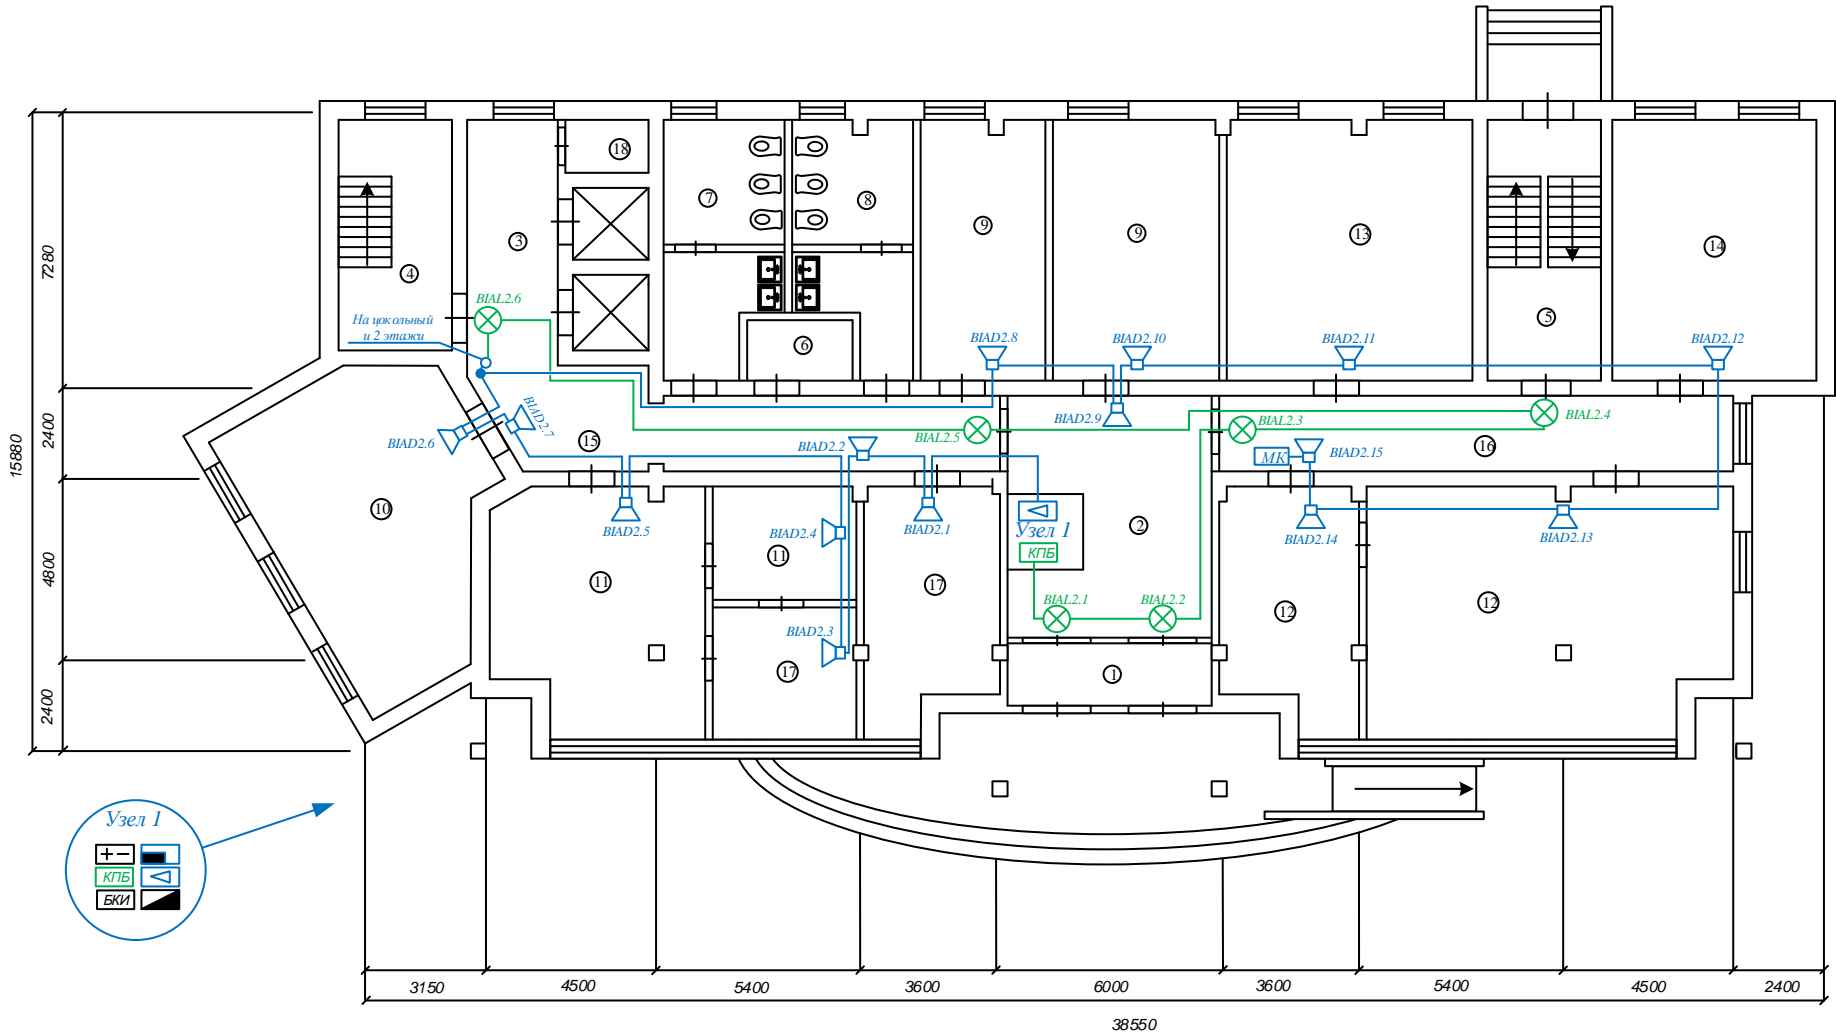 18
7
8
9
9
13
14
3
4
5
6
7280
BIAL2.6
На цокольный
и 2 этажи
BIAD2.8
BIAD2.10
BIAD2.11
BIAD2.12
BIAD2.7
BIAD2.6
15
BIAL2.5
BIAD2.2
BIAD2.9
BIAL2.3
BIAL2.4
МК
BIAD2.15
16
2400
15880
10
BIAD2.5
BIAD2.4
BIAD2.1
Узел 1
КПБ
2
BIAD2.14
BIAD2.13
4800
11
11
17
BIAL2.1
BIAL2.2
12
12
BIAD2.3
17
1
2400
Узел 1
+ −
КПБ
БКИ
3150
4500
5400
3600
6000
3600
5400
4500
2400
38550